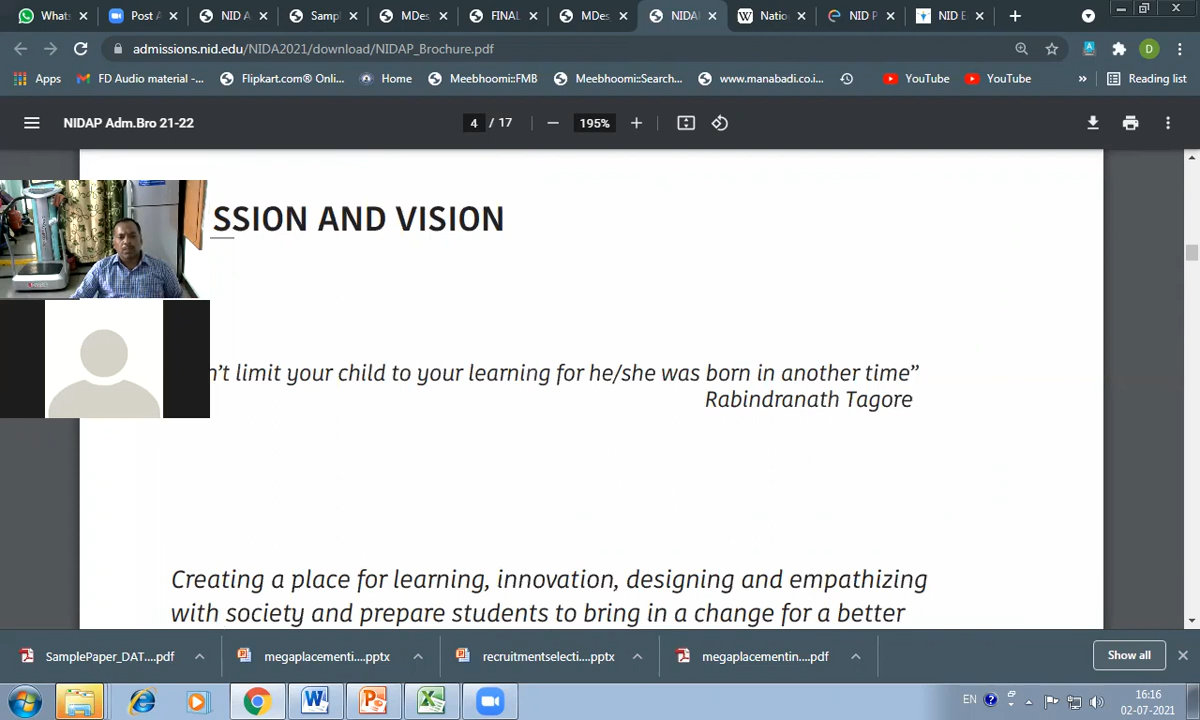 Whats
Post A
NID A
Samp
MDes
FINAL
MDes
NIDA
Natio
NID P
NID E
admissions.nid.edu/NIDA2021/download/NIDAP_Brochure.pdf
D
Apps
FD Audio material -...
Flipkart.com® Onli...
Home
Meebhoomi::FMB
Meebhoomi::Search...
www.manabadi.co.i...
YouTube
YouTube
»
Reading list
NIDAP Adm.Bro 21-22
4 / 17
195%
SSION AND VISION
n’t limit your child to your learning for he/she was born in another time”
Rabindranath Tagore
Creating a place for learning, innovation, designing and empathizing
with society and prepare students to bring in a change for a better
SamplePaper_DAT....pdf
megaplacementi....pptx
recruitmentselecti....pptx
megaplacementin....pdf
Show all
EN
16:16
02-07-2021